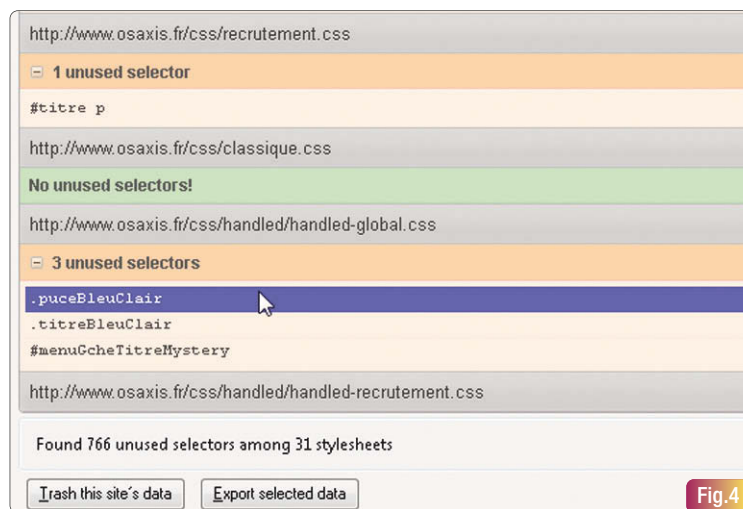 http://www.osaxis.fr/css/recrutement.css
1 unused selector
#titre p
http://www.osaxis.fr/css/classique.css
No unused selectors!
http://www.osaxis.fr/css/handled/handled-global.css
3 unused selectors
.puceBleuClair
.titreBleuClair
#menuGcheTitreMystery
http://www.osaxis.fr/css/handled/handled-recrutement.css
Found 766 unused selectors among 31 stylesheets
Trash this site's data Export selected data
Fig.4